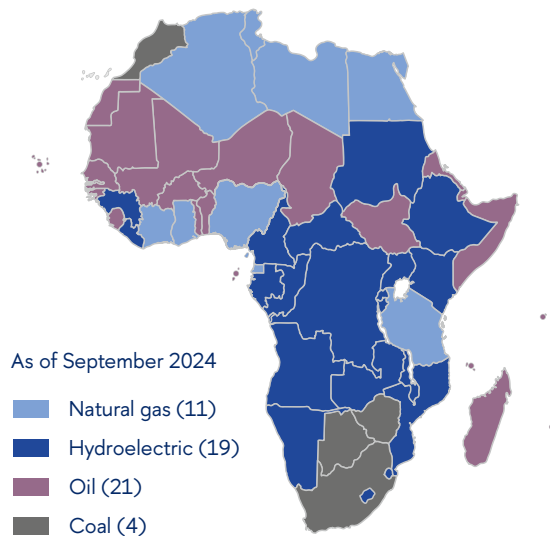 As of September 2024
Natural gas (11)
Hydroelectric (19)
Oil (21)
Coal (4)